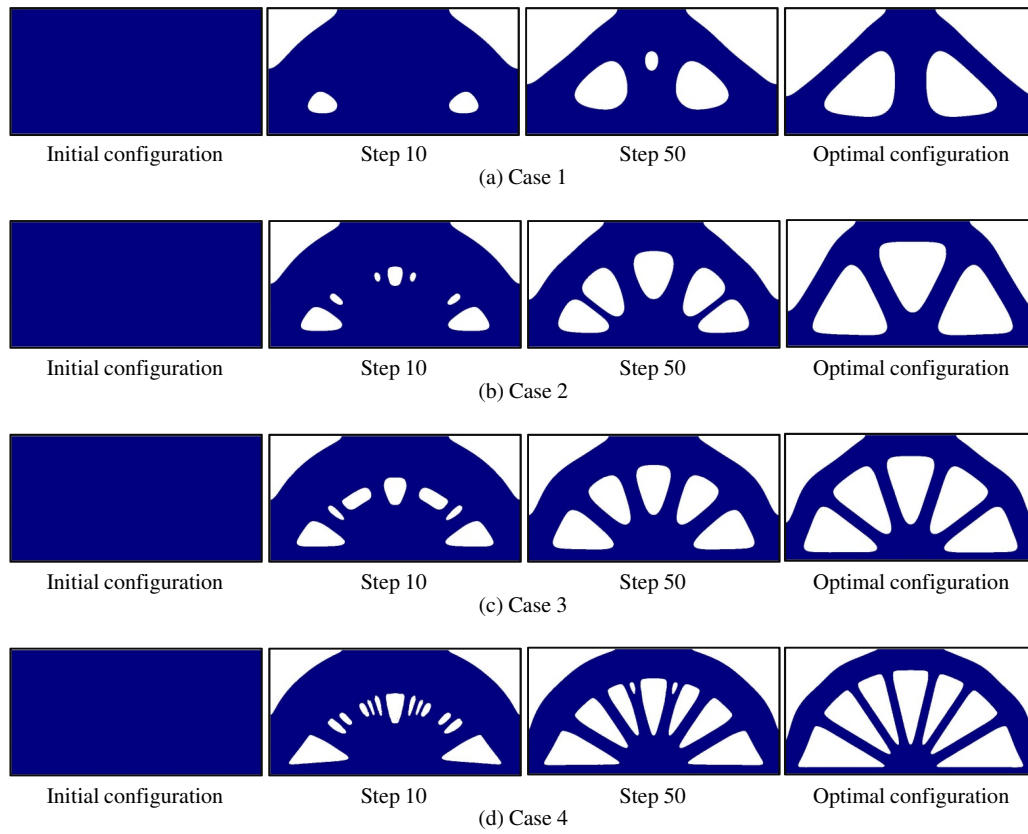 Initial configuration Step 10 Step 50 Optimal configuration
(a) Case 1
Initial configuration Step 10 Step 50 Optimal configuration
(b) Case 2
Initial configuration Step 10 Step 50 Optimal configuration
(c) Case 3
Initial configuration Step 10 Step 50 Optimal configuration
(d) Case 4